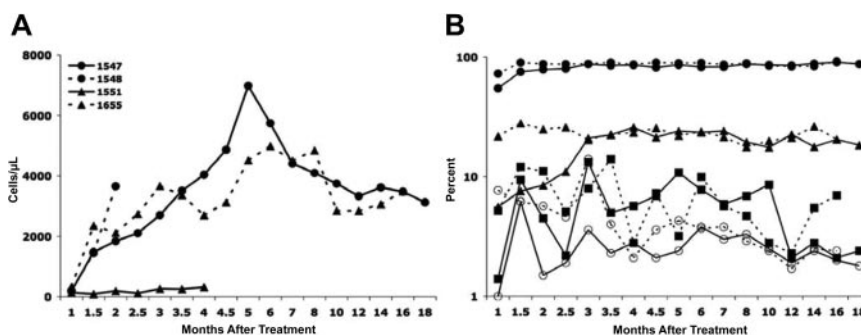 A
B
Cells/µL
8000
6000
4000
2000
0
1547
1548
1551
1655
1 1.5 2 2.5 3 3.5 4 4.5 5 6 7 8 10 12 14 16 18
Months After Treatment
Percent
100
10
1
1 1.5 2 2.5 3 3.5 4 4.5 5 6 7 8 10 12 14 16 18
Months After Treatment